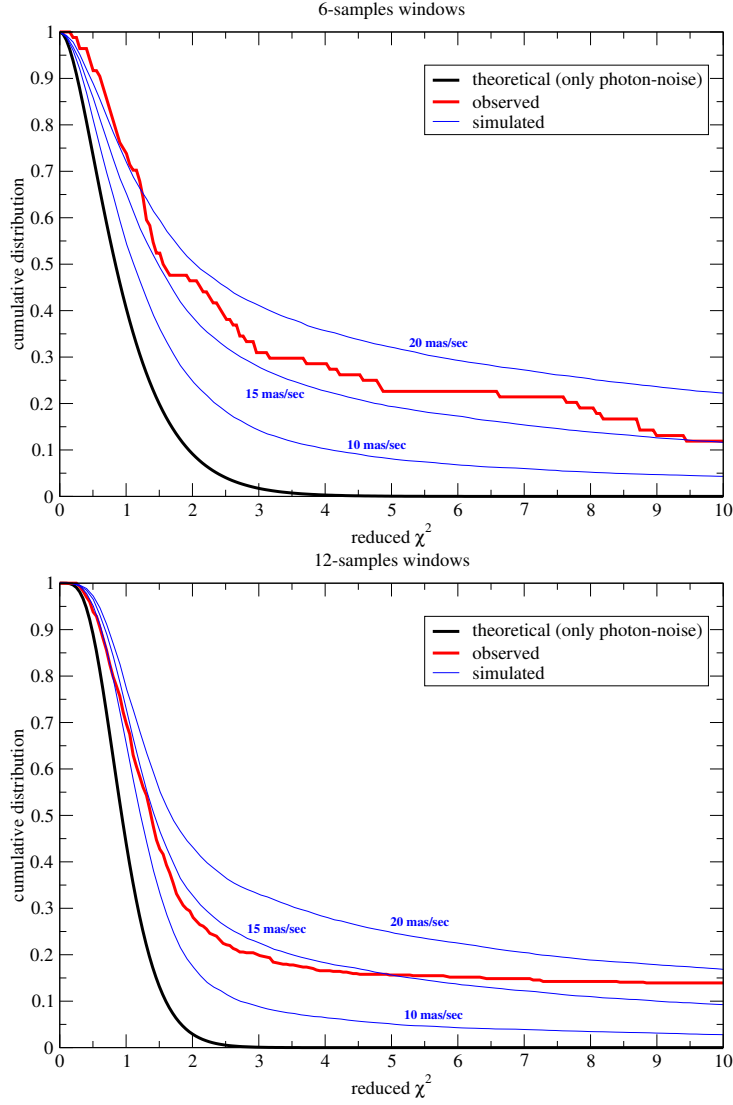 6-samples windows
1
0.9
0.8
0.7
0.6
0.5
0.4
0.3
0.2
0.1
0
cumulative distribution
theoretical (only photon-noise)
observed
simulated
20 mas/sec
15 mas/sec
10 mas/sec
0 1 2 3 4 5 6 7 8 9 10
reduced χ²
12-samples windows
1
0.9
0.8
0.7
0.6
0.5
0.4
0.3
0.2
0.1
0
cumulative distribution
theoretical (only photon-noise)
observed
simulated
20 mas/sec
15 mas/sec
10 mas/sec
0 1 2 3 4 5 6 7 8 9 10
reduced χ²